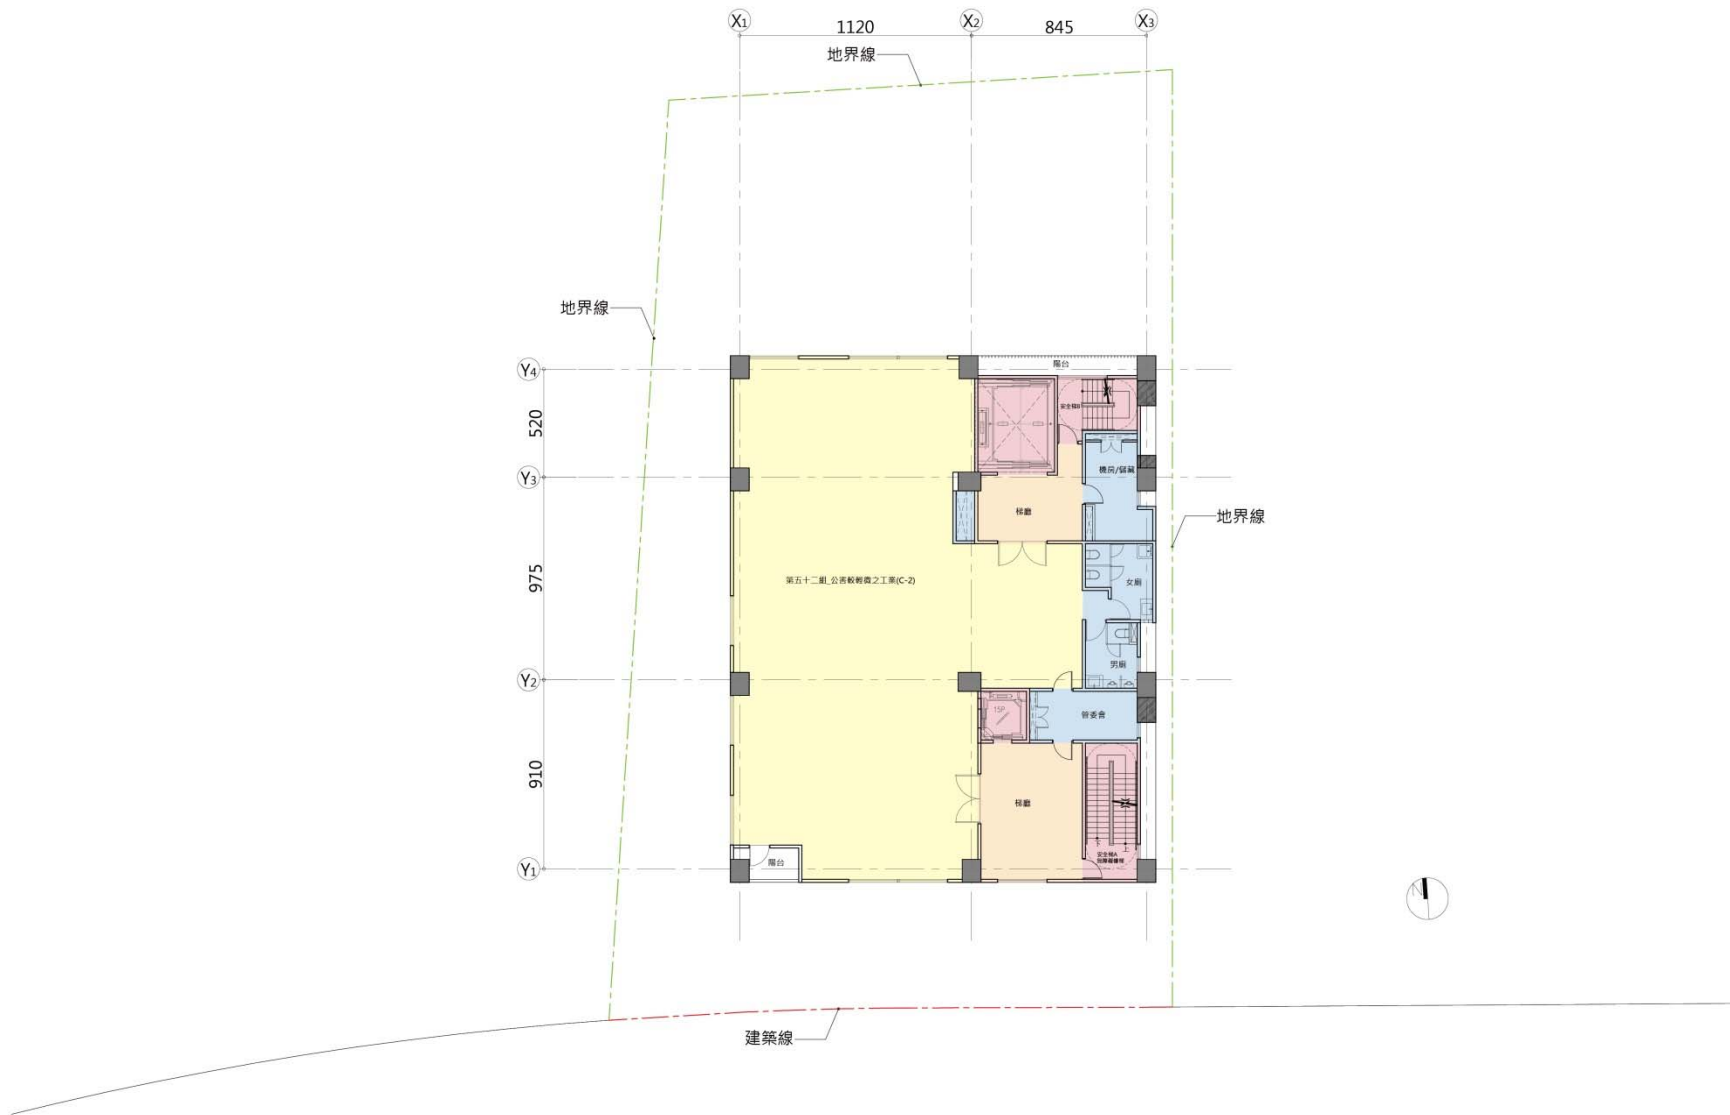 X1
1120
X2
845
X3
地界線
地界線
Y4
陽台
安全梯B
520
機房/儲藏
Y3
梯廳
地界線
975
第五十二組_公害較輕微之工業(C-2)
女廁
男廁
Y2
15P
管委會
910
梯廳
下
上
安全梯A
Y1
陽台
N
建築線